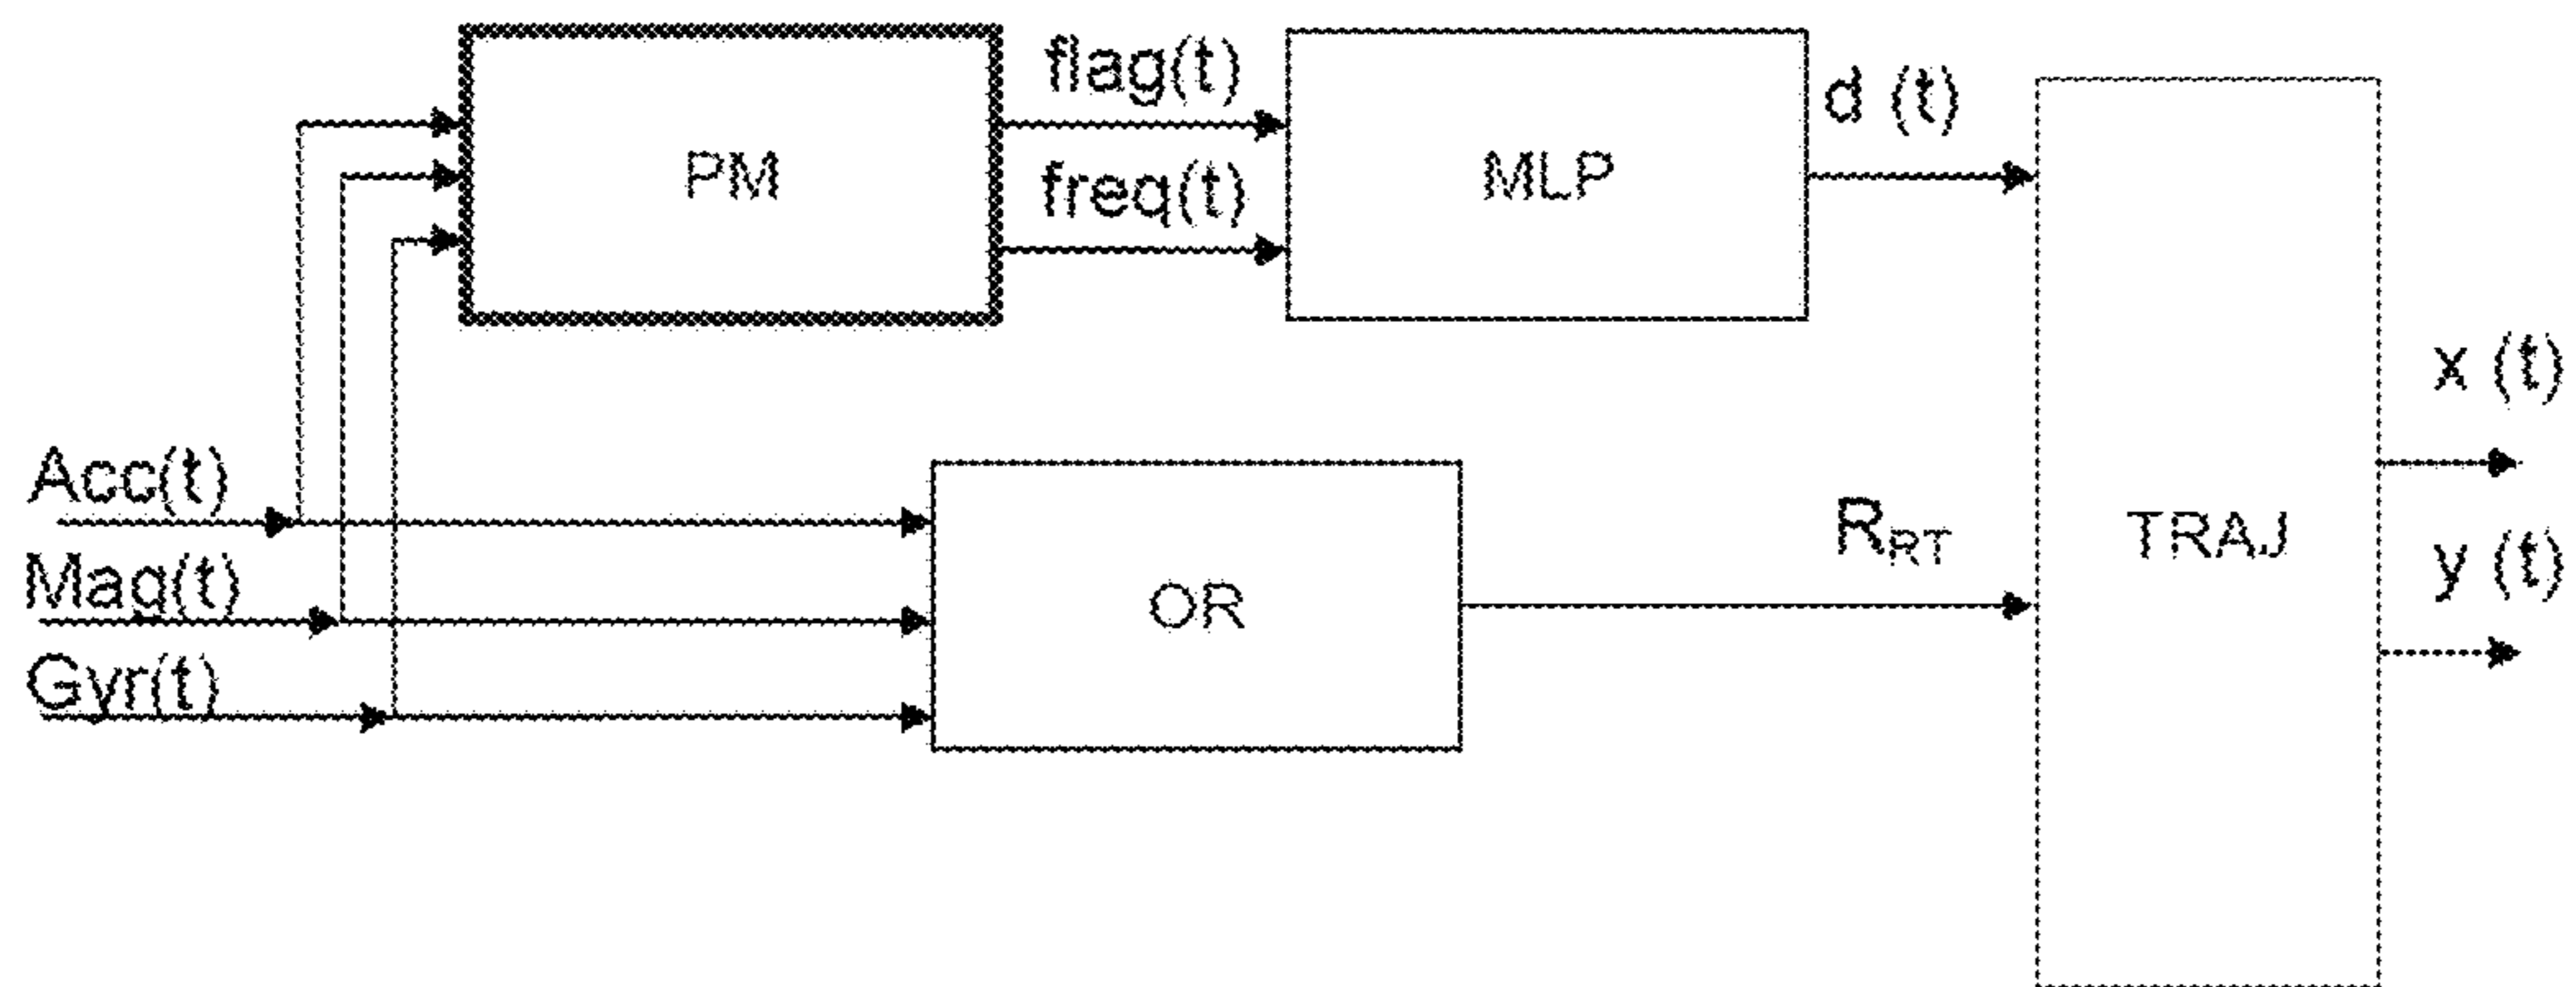 flag(t)
d (t)
PM
MLP
freq(t)
x (t)
Acc(t)
R_RT
TRAJ
y (t)
Mag(t)
OR
Gyr(t)